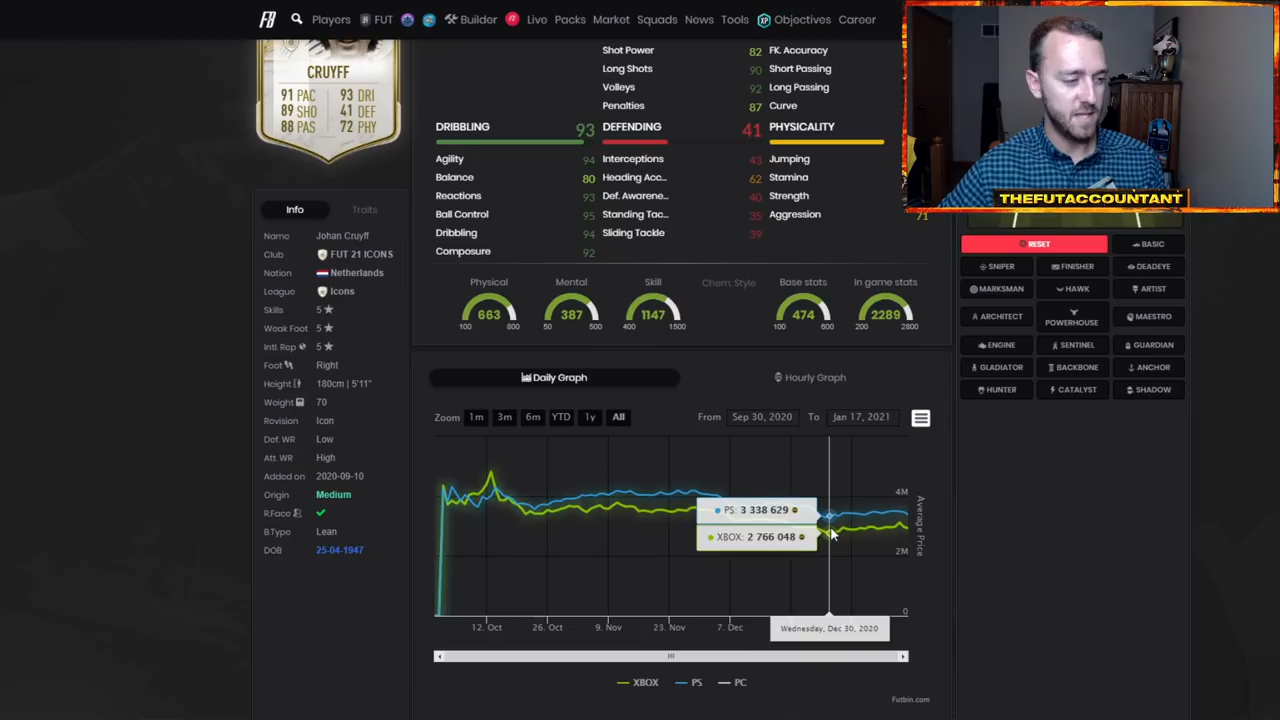 Players FUT Builder Live Packs Market Squads News Tools XP Objectives Career
CRUYFF
91 PAC 93 DRI
89 SHO 41 DEF
88 PAS 72 PHY
Shot Power 82 FK. Accuracy
Long Shots 90 Short Passing
Volleys 92 Long Passing
Penalties 87 Curve
DRIBBLING 93 DEFENDING 41 PHYSICALITY
Agility 94 Interceptions 43 Jumping
Balance 80 Heading Acc... 62 Stamina
Reactions 93 Def. Awarene... 40 Strength
Ball Control 95 Standing Tac... 35 Aggression 71
Dribbling 94 Sliding Tackle 39
Composure 92
THEFUTACCOUNTANT
Info Traits
Name Johan Cruyff
Club FUT 21 ICONS
Nation Netherlands
League Icons
Skills 5
Weak Foot 5
Intl. Rep 5
Foot Right
Height 180cm | 5'11"
Weight 70
Revision Icon
Def. WR Low
Att. WR High
Added on 2020-09-10
Origin Medium
R.Face
B.Type Lean
DOB 25-04-1947
Physical Mental Skill Chem. Style Base stats In game stats
663 387 1147 474 2289
100 800 50 500 400 1500 100 600 200 2800
RESET BASIC
SNIPER FINISHER DEADEYE
MARKSMAN HAWK ARTIST
ARCHITECT POWERHOUSE MAESTRO
ENGINE SENTINEL GUARDIAN
GLADIATOR BACKBONE ANCHOR
HUNTER CATALYST SHADOW
Daily Graph Hourly Graph
Zoom 1m 3m 6m YTD 1y All From Sep 30, 2020 To Jan 17, 2021
4M
2M
0
Average Price
PS: 3 338 629
XBOX: 2 766 048
12. Oct 26. Oct 9. Nov 23. Nov 7. Dec
Wednesday, Dec 30, 2020
XBOX PS PC
Futbin.com